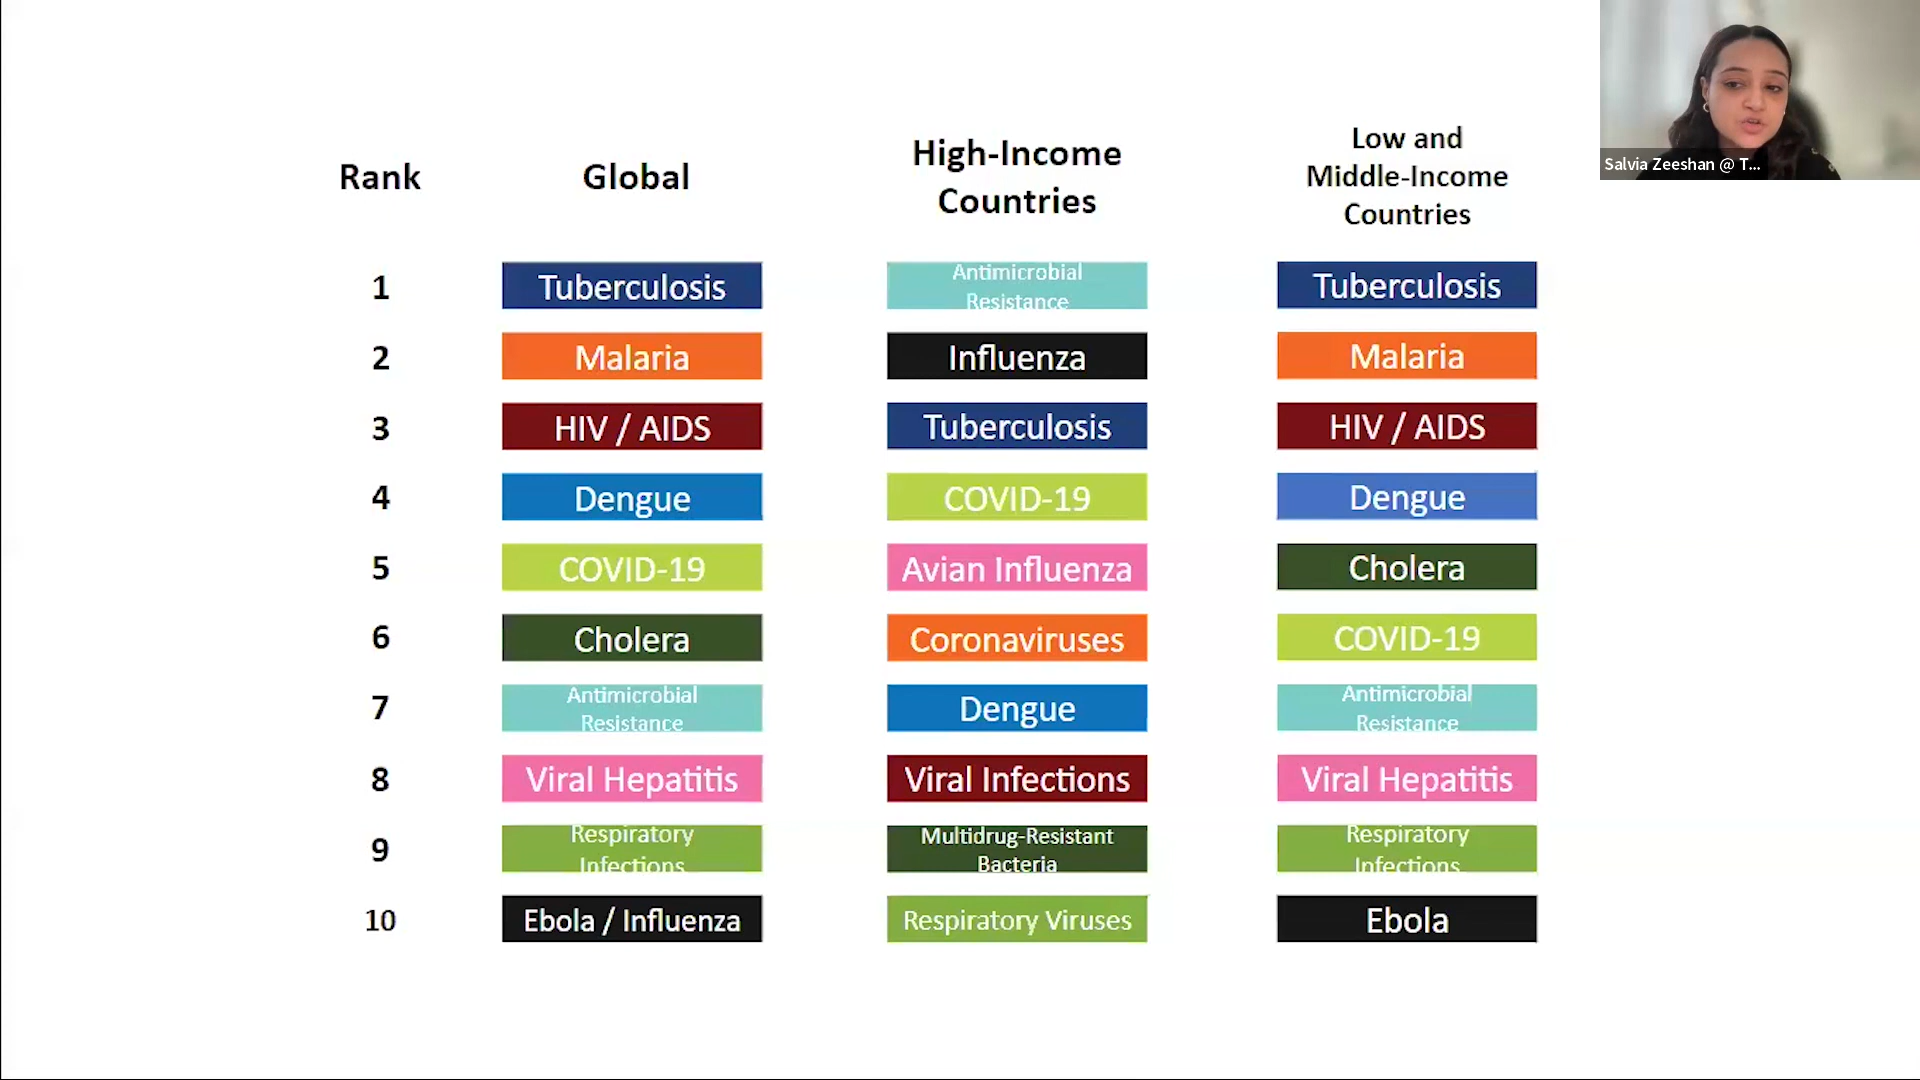 Salvia Zeeshan @ T...
Rank
Global
High-Income
Countries
Low and
Middle-Income
Countries
1
Tuberculosis
Antimicrobial
Resistance
Tuberculosis
2
Malaria
Influenza
Malaria
3
HIV / AIDS
Tuberculosis
HIV / AIDS
4
Dengue
COVID-19
Dengue
5
COVID-19
Avian Influenza
Cholera
6
Cholera
Coronaviruses
COVID-19
7
Antimicrobial
Resistance
Dengue
Antimicrobial
Resistance
8
Viral Hepatitis
Viral Infections
Viral Hepatitis
9
Respiratory
Infections
Multidrug-Resistant
Bacteria
Respiratory
Infections
10
Ebola / Influenza
Respiratory Viruses
Ebola